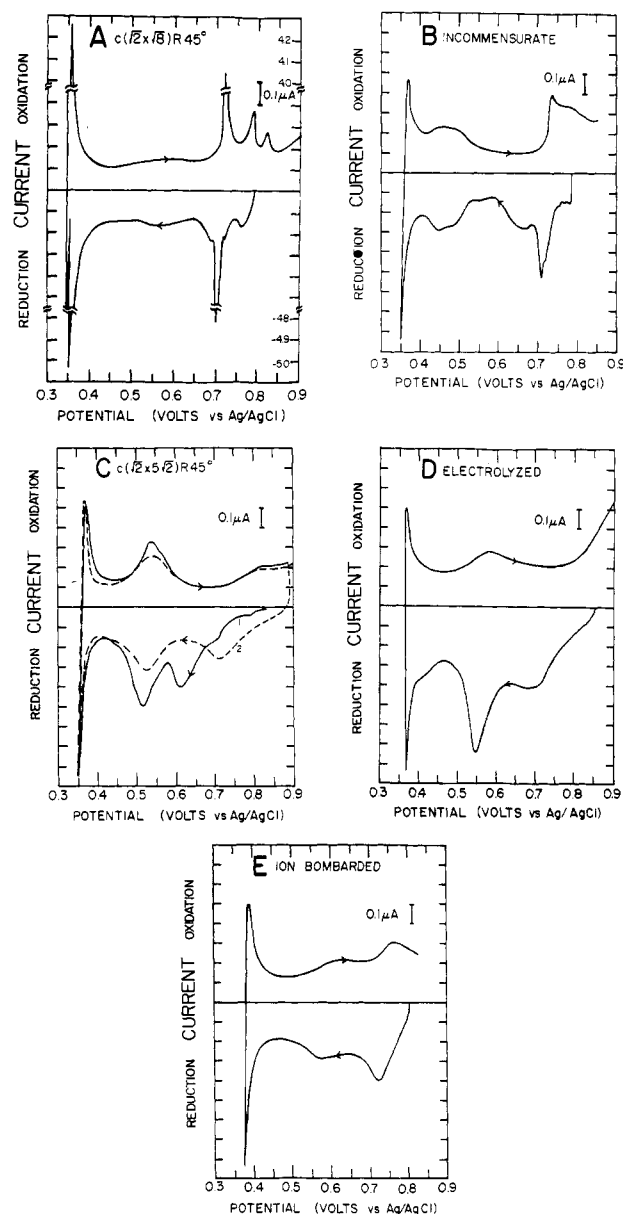 A c(√2x√8)R45°
0.1μA
42
40
-48
-50
REDUCTION CURRENT OXIDATION
0.3 0.4 0.5 0.6 0.7 0.8 0.9
POTENTIAL (VOLTS vs Ag/AgCl)
B INCOMMENSURATE
0.1μA
REDUCTION CURRENT OXIDATION
0.3 0.4 0.5 0.6 0.7 0.8 0.9
POTENTIAL (VOLTS vs Ag/AgCl)
C c(√2x5√2)R45°
0.1μA
1
2
REDUCTION CURRENT OXIDATION
0.3 0.4 0.5 0.6 0.7 0.8 0.9
POTENTIAL (VOLTS vs Ag/AgCl)
D ELECTROLYZED
0.1μA
REDUCTION CURRENT OXIDATION
0.3 0.4 0.5 0.6 0.7 0.8 0.9
POTENTIAL (VOLTS vs Ag/AgCl)
E ION BOMBARDED
0.1μA
REDUCTION CURRENT OXIDATION
0.3 0.4 0.5 0.6 0.7 0.8 0.9
POTENTIAL (VOLTS vs Ag/AgCl)